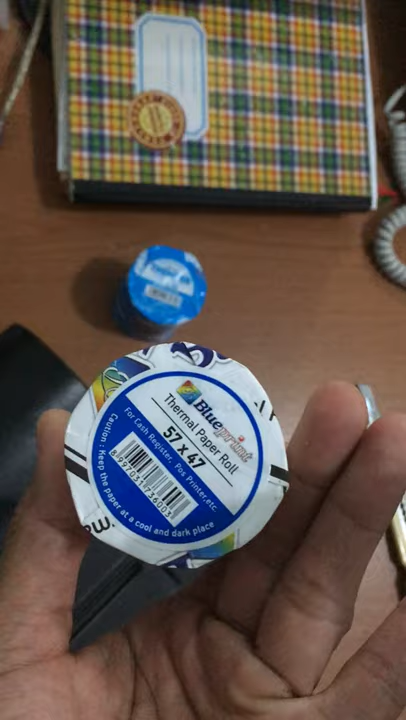 Blueprint
Thermal Paper Roll
57 x 47
For Cash Register, Pos Printer,etc.
8997031736003
Caution : Keep the paper at a cool and dark place